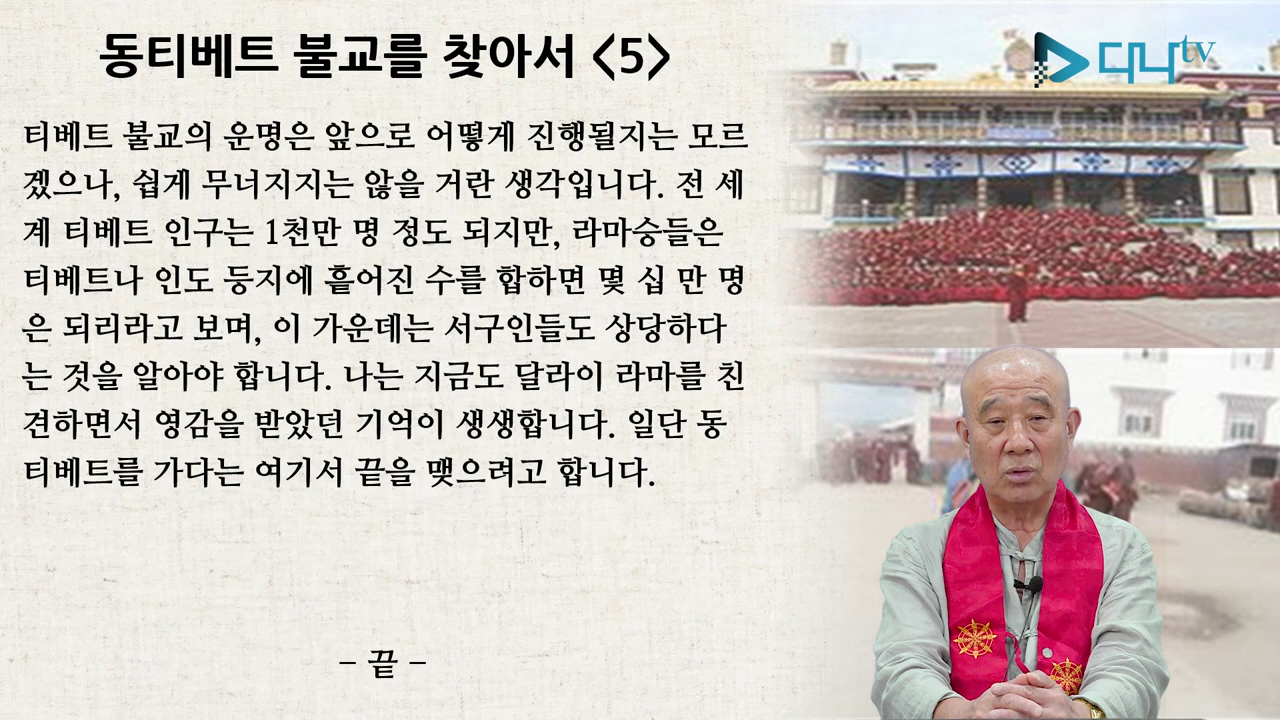 동티베트 불교를 찾아서 <5>
티베트 불교의 운명은 앞으로 어떻게 진행될지는 모르
겠으나, 쉽게 무너지지는 않을 거란 생각입니다. 전 세
계 티베트 인구는 1천만 명 정도 되지만, 라마승들은
티베트나 인도 등지에 흩어진 수를 합하면 몇 십 만 명
은 되리라고 보며, 이 가운데는 서구인들도 상당하다
는 것을 알아야 합니다. 나는 지금도 달라이 라마를 친
견하면서 영감을 받았던 기억이 생생합니다. 일단 동
티베트를 가다는 여기서 끝을 맺으려고 합니다.
– 끝 –
tv